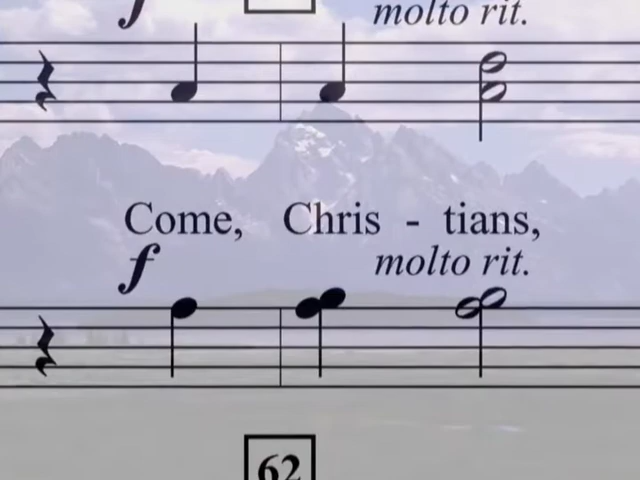 f
molto rit.
Come, Chris - tians,
f
molto rit.
62